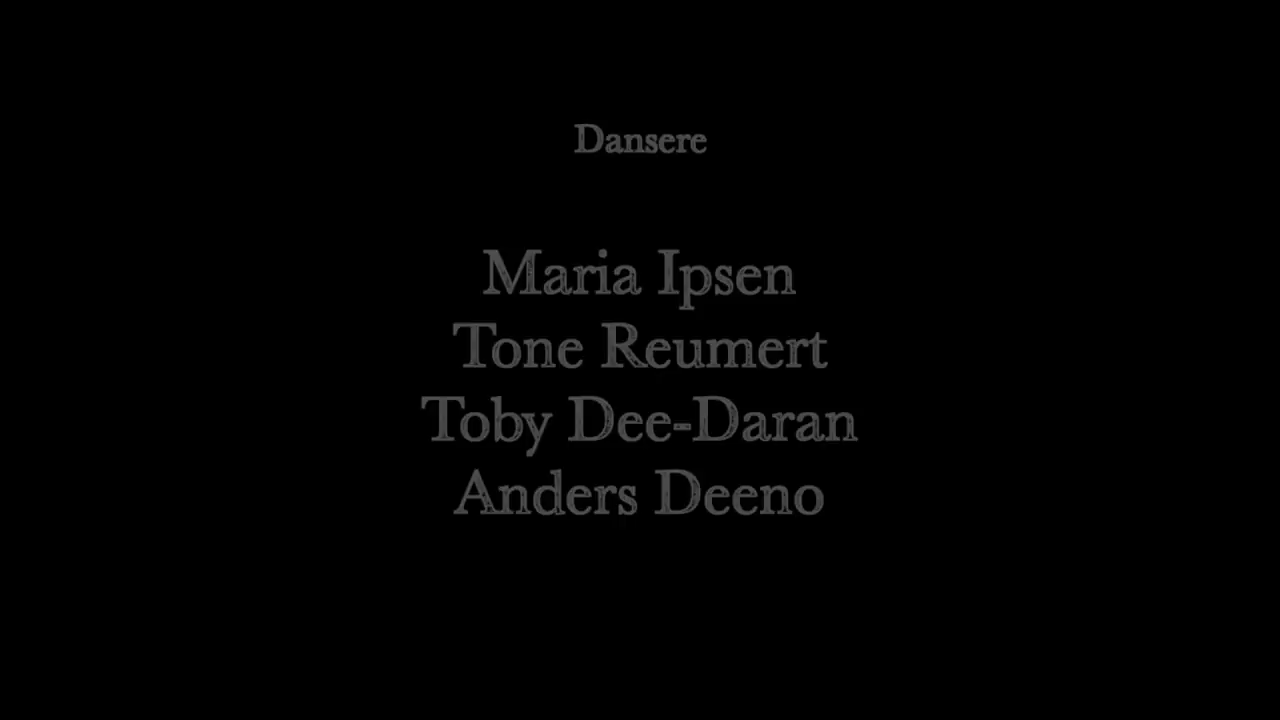 Dansere
Maria Ipsen
Tone Reumert
Toby Dee-Daran
Anders Deeno